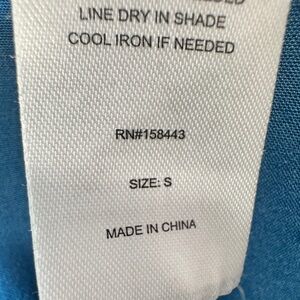 LINE DRY IN SHADE
COOL IRON IF NEEDED
RN#158443
SIZE: S
MADE IN CHINA